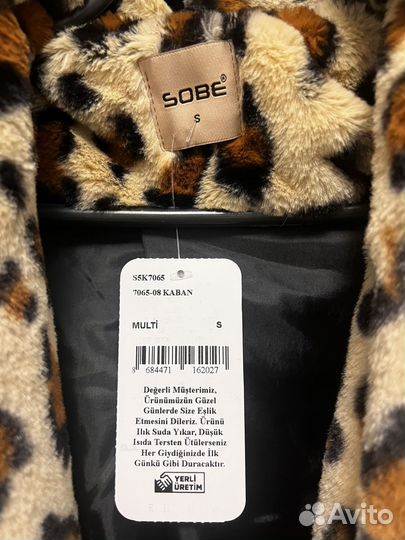 SOBE®
S
S5K7065
7065-08 KABAN
MULTİ S
8 684471 162027
Değerli Müşterimiz,
Ürünümüzün Güzel
Günlerde Size Eşlik
Etmesini Dileriz. Ürünü
Ilık Suda Yıkar, Düşük
Isıda Tersten Ütülerseniz
Her Giydiğinizde İlk
Günkü Gibi Duracaktır.
YERLİ
ÜRETİM
Avito